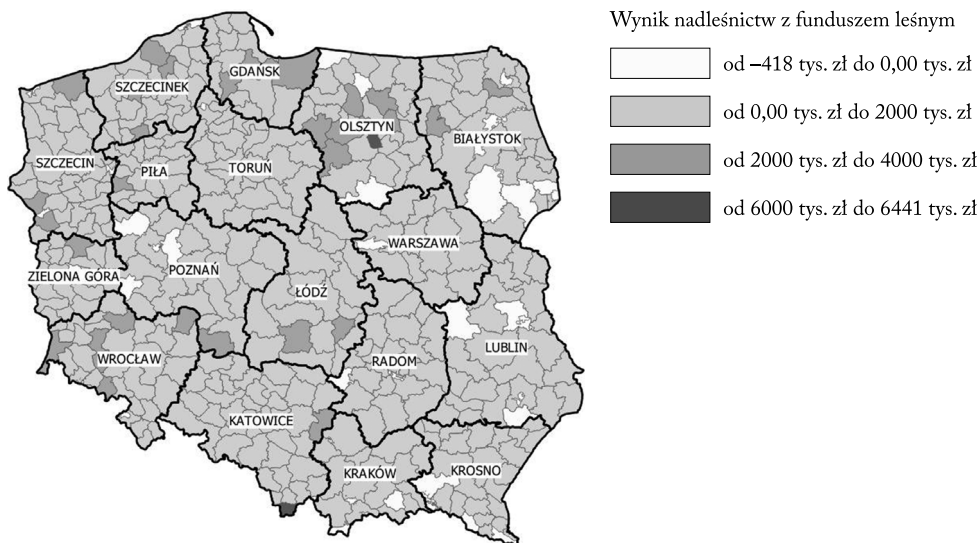 Wynik nadleśnictw z funduszem leśnym
od –418 tys. zł do 0,00 tys. zł
od 0,00 tys. zł do 2000 tys. zł
od 2000 tys. zł do 4000 tys. zł
od 6000 tys. zł do 6441 tys. zł
GDAŃSK
SZCZECINEK
OLSZTYN
BIAŁYSTOK
SZCZECIN
PIŁA
TORUŃ
WARSZAWA
ZIELONA GÓRA
POZNAŃ
ŁÓDŹ
LUBLIN
WROCŁAW
RADOM
KATOWICE
KRAKÓW
KROSNO